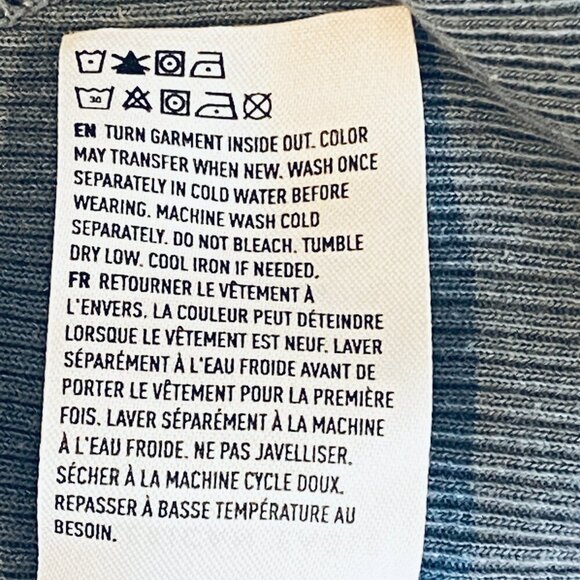 30
EN TURN GARMENT INSIDE OUT. COLOR
MAY TRANSFER WHEN NEW. WASH ONCE
SEPARATELY IN COLD WATER BEFORE
WEARING. MACHINE WASH COLD
SEPARATELY. DO NOT BLEACH. TUMBLE
DRY LOW. COOL IRON IF NEEDED.
FR RETOURNER LE VÊTEMENT À
L'ENVERS. LA COULEUR PEUT DÉTEINDRE
LORSQUE LE VÊTEMENT EST NEUF. LAVER
SÉPARÉMENT À L'EAU FROIDE AVANT DE
PORTER LE VÊTEMENT POUR LA PREMIÈRE
FOIS. LAVER SÉPARÉMENT À LA MACHINE
À L'EAU FROIDE. NE PAS JAVELLISER.
SÉCHER À LA MACHINE CYCLE DOUX.
REPASSER À BASSE TEMPÉRATURE AU
BESOIN.